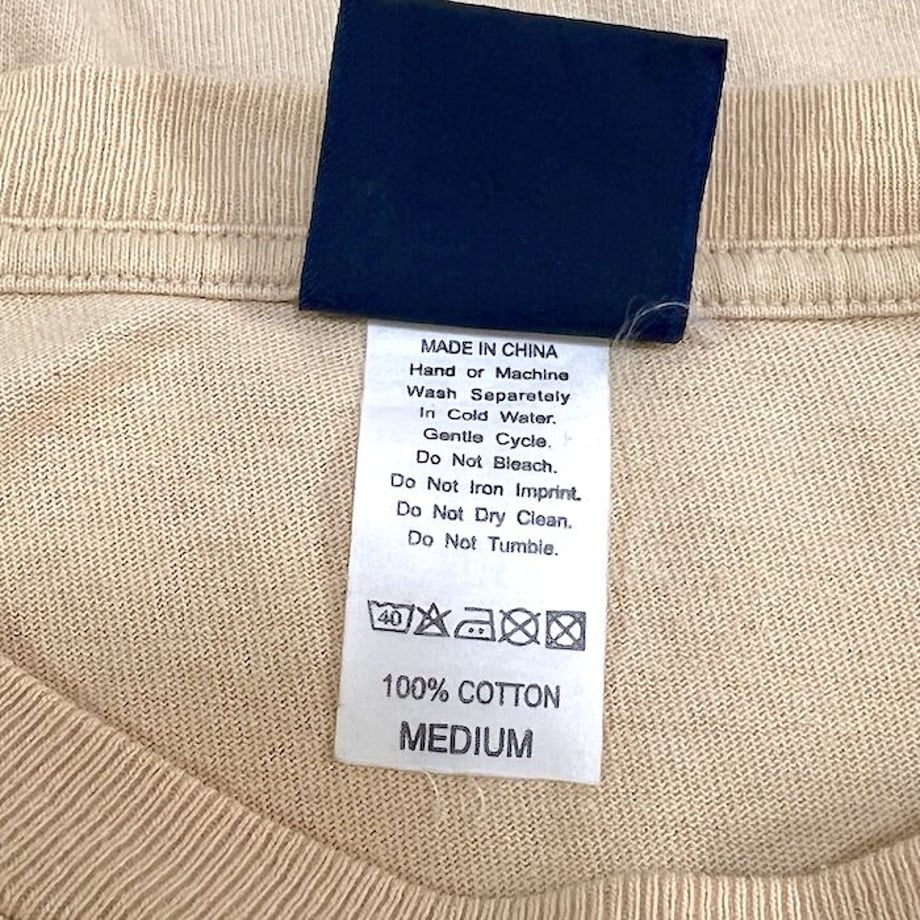 MADE IN CHINA
Hand or Machine
Wash Separately
In Cold Water.
Gentle Cycle.
Do Not Bleach.
Do Not Iron Imprint.
Do Not Dry Clean.
Do Not Tumble.
40
100% COTTON
MEDIUM